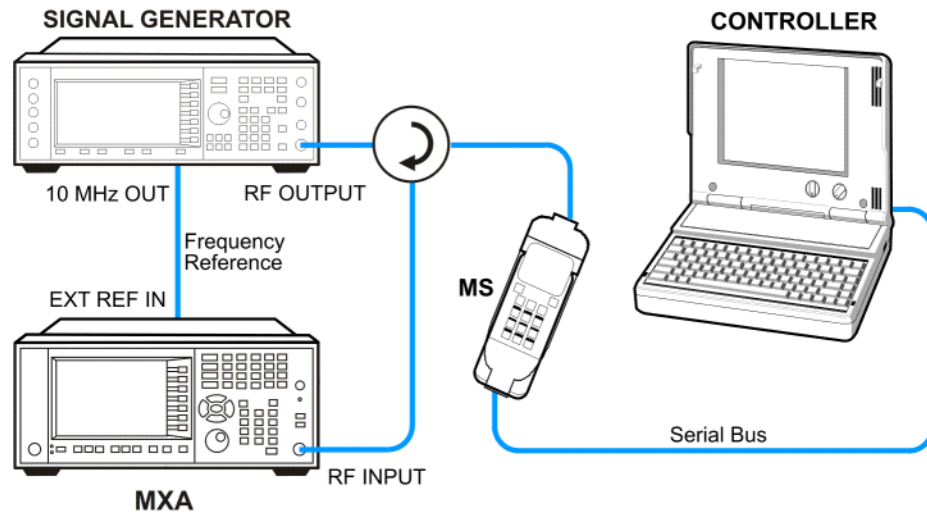 SIGNAL GENERATOR
CONTROLLER
10 MHz OUT
RF OUTPUT
Frequency
Reference
EXT REF IN
MS
Serial Bus
RF INPUT
MXA